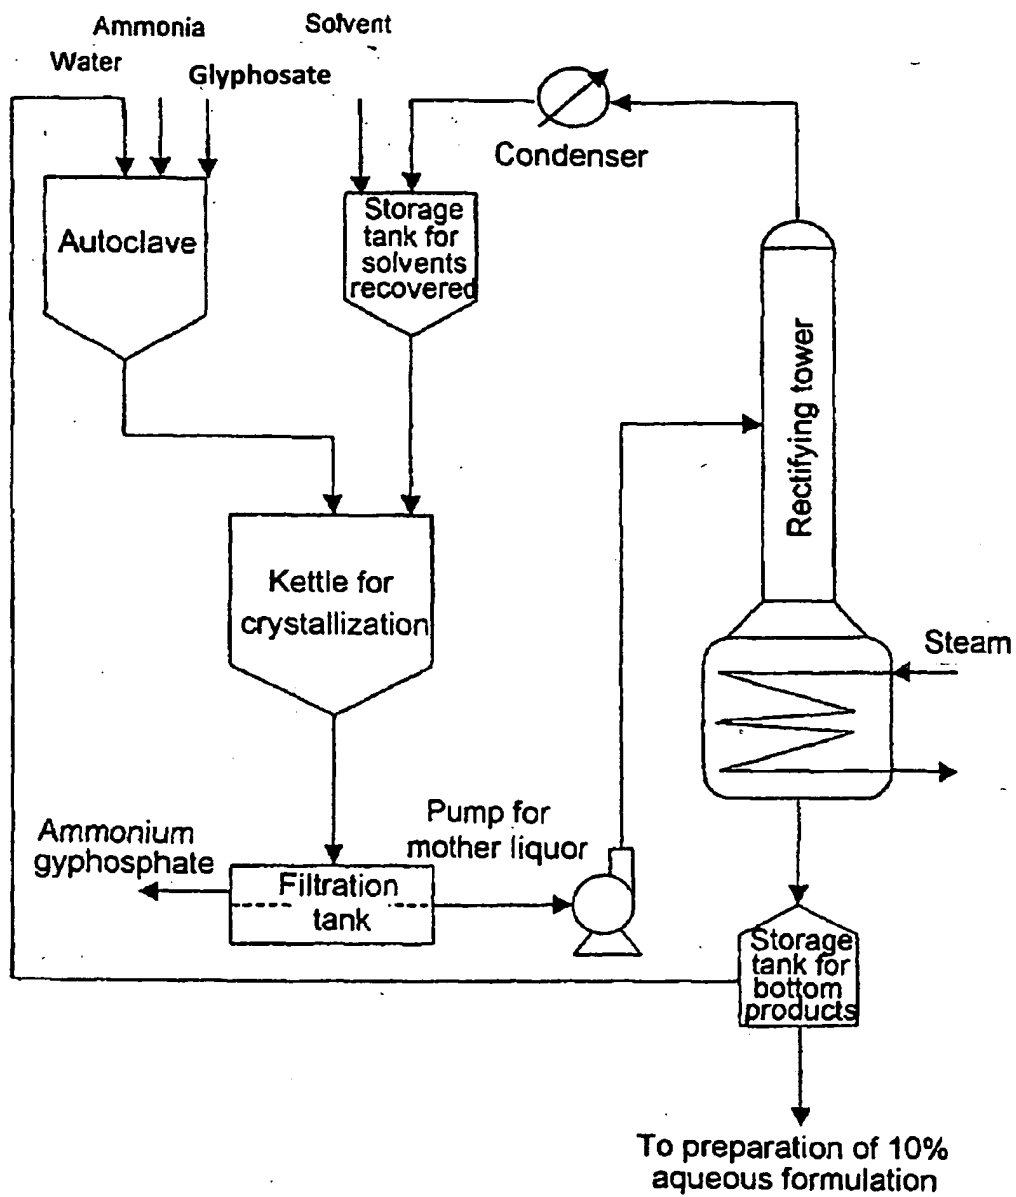 Ammonia
Solvent
Water
Glyphosate
Condenser
Autoclave
Storage
tank for
solvents
recovered
Rectifying tower
Kettle for
crystallization
Steam
Pump for
mother liquor
Ammonium
gyphosphate
Filtration
tank
Storage
tank for
bottom
products
To preparation of 10%
aqueous formulation